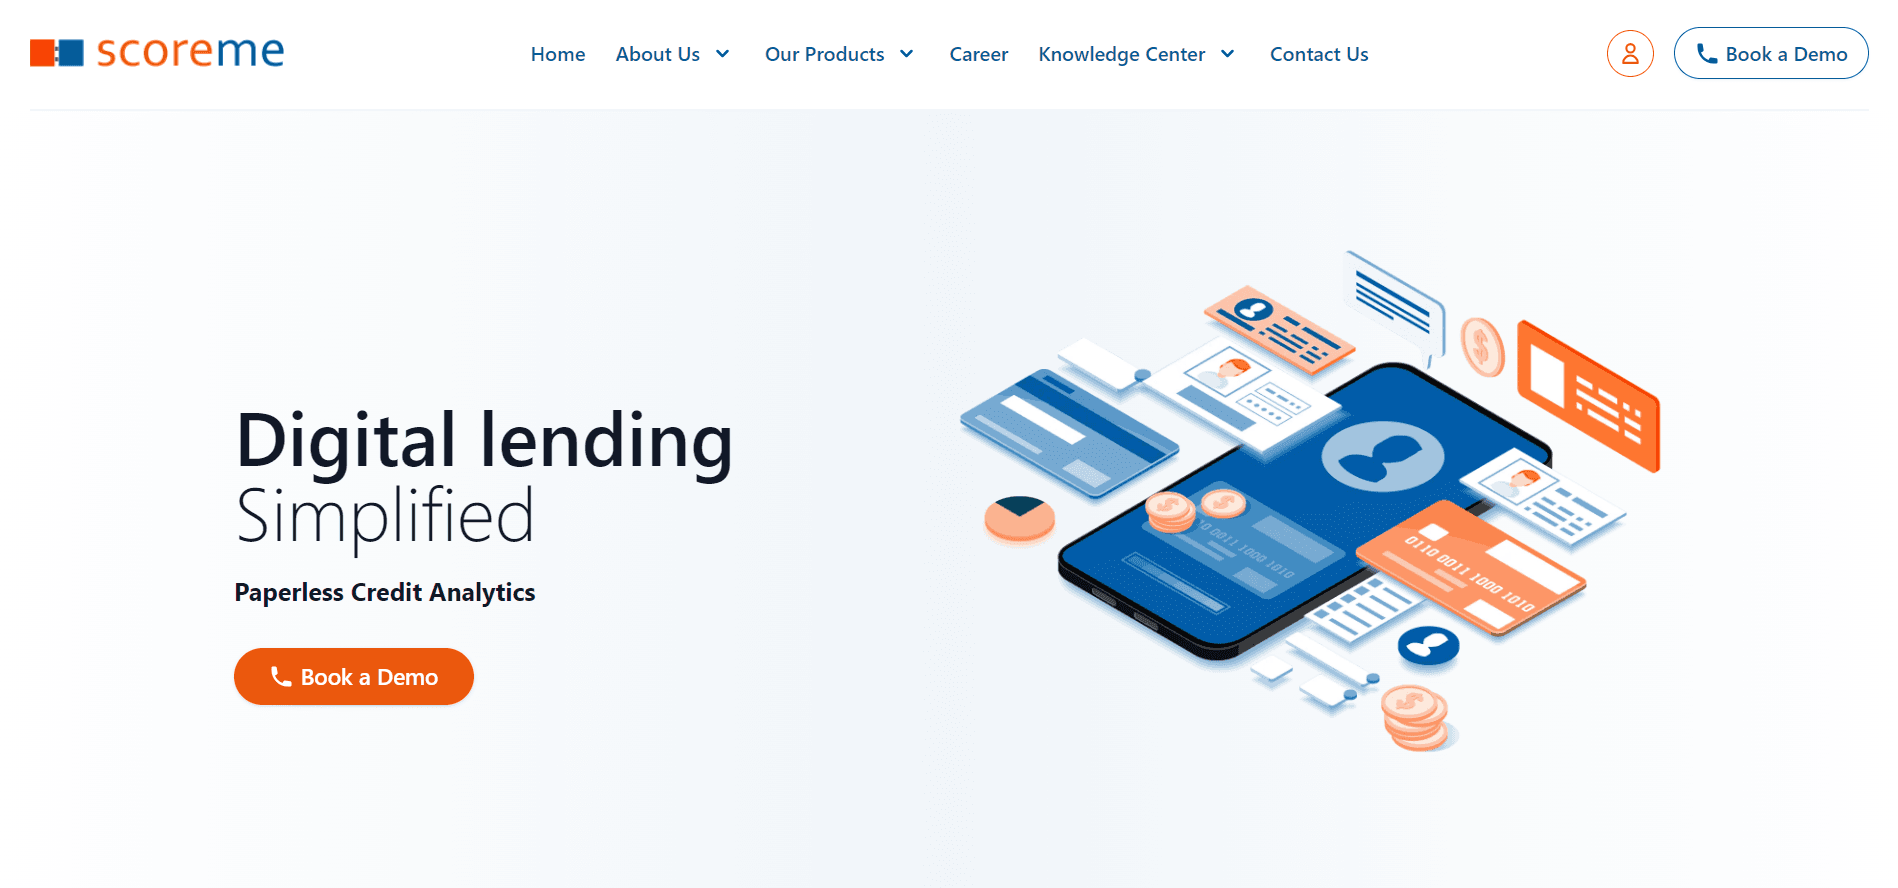 scoreme
Home
About Us
Our Products
Career
Knowledge Center
Contact Us
Book a Demo
Digital lending
Simplified
Paperless Credit Analytics
Book a Demo
0110 0011 1000 1010
10 0011 1000 1010